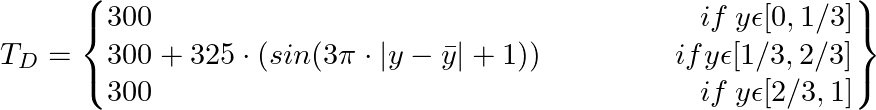 300 if yϵ[0, 1/3]
T_D = { 300 + 325 · (sin(3π · |y − ȳ| + 1)) ifyϵ[1/3, 2/3] }
300 if yϵ[2/3, 1]